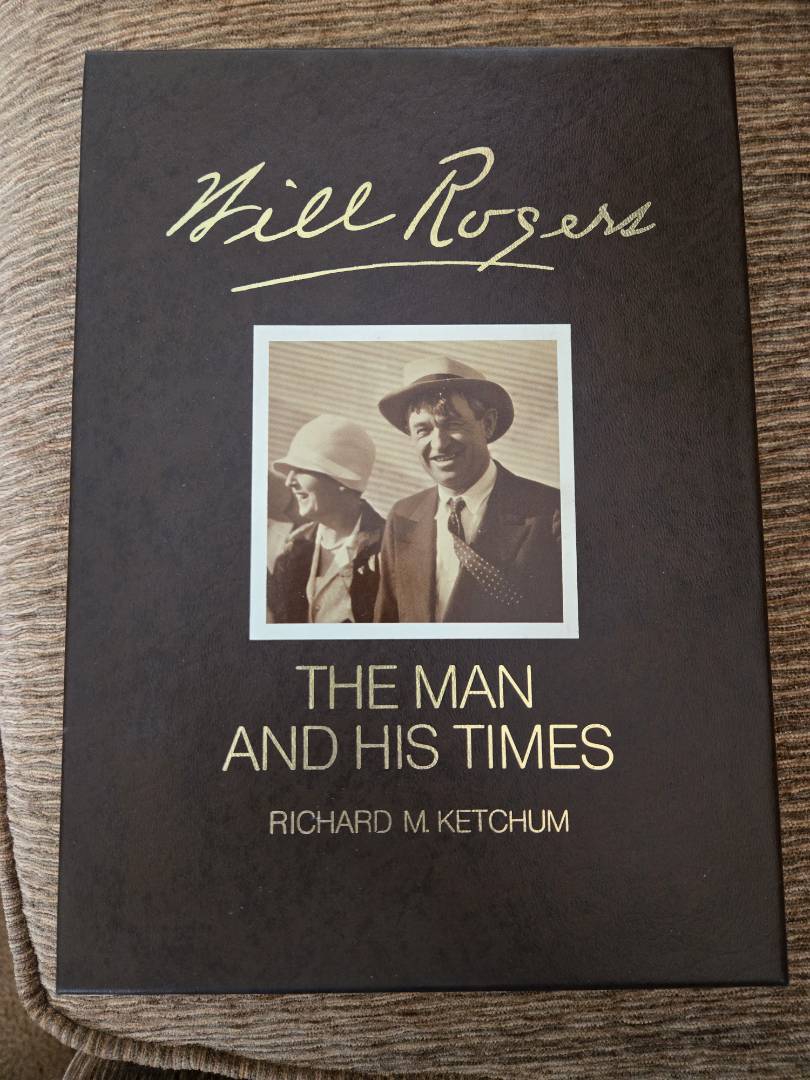 Will Rogers
THE MAN
AND HIS TIMES
RICHARD M. KETCHUM